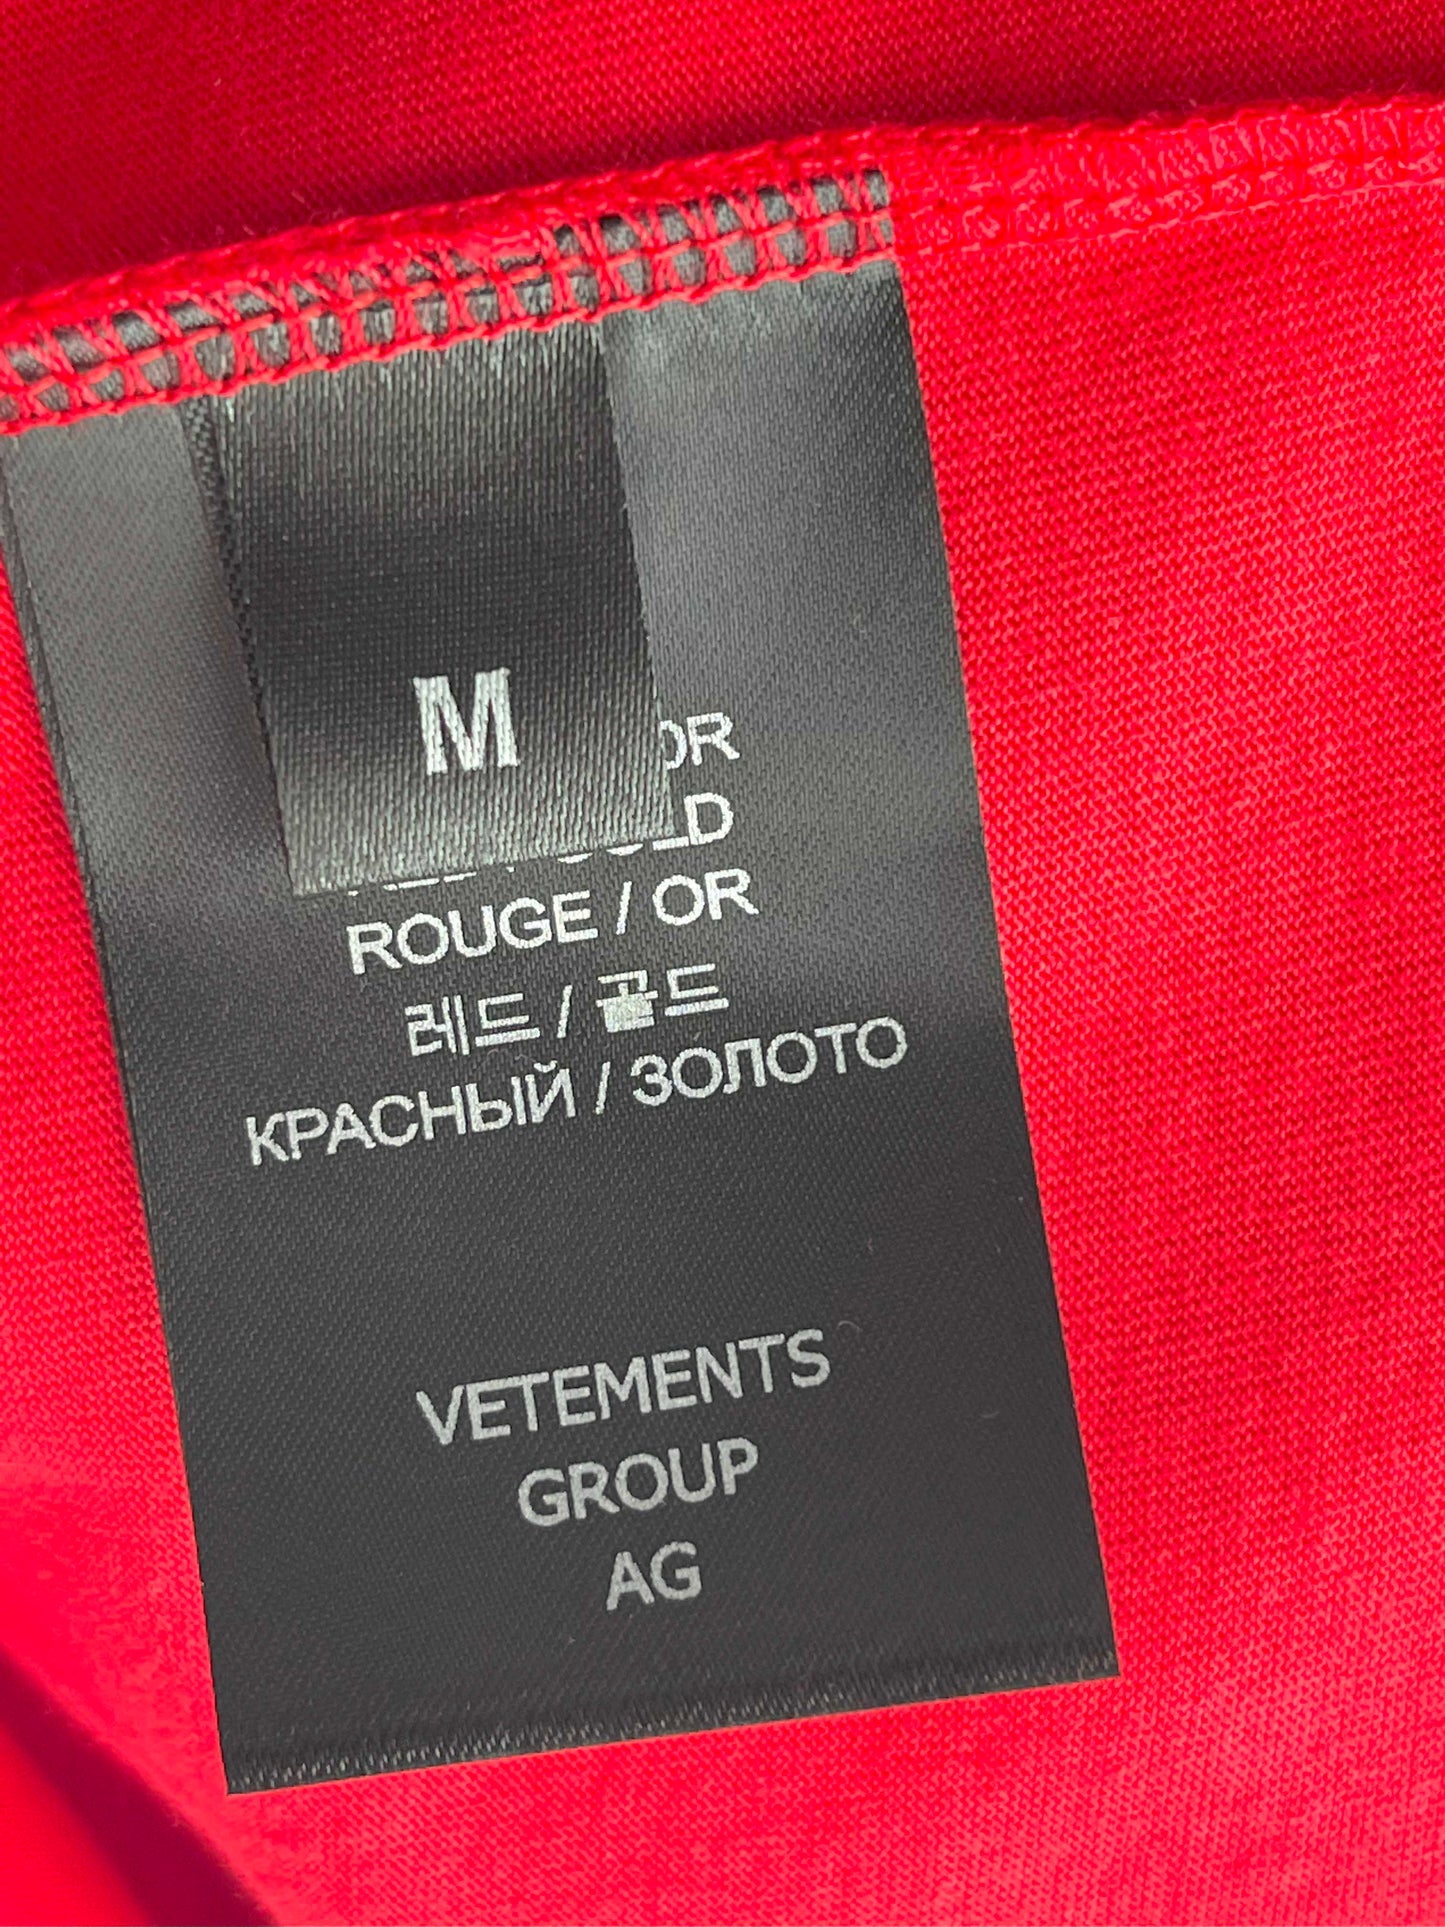 M
ROUGE / OR
레드 / 골드
КРАСНЫЙ / ЗОЛОТО
VETEMENTS
GROUP
AG